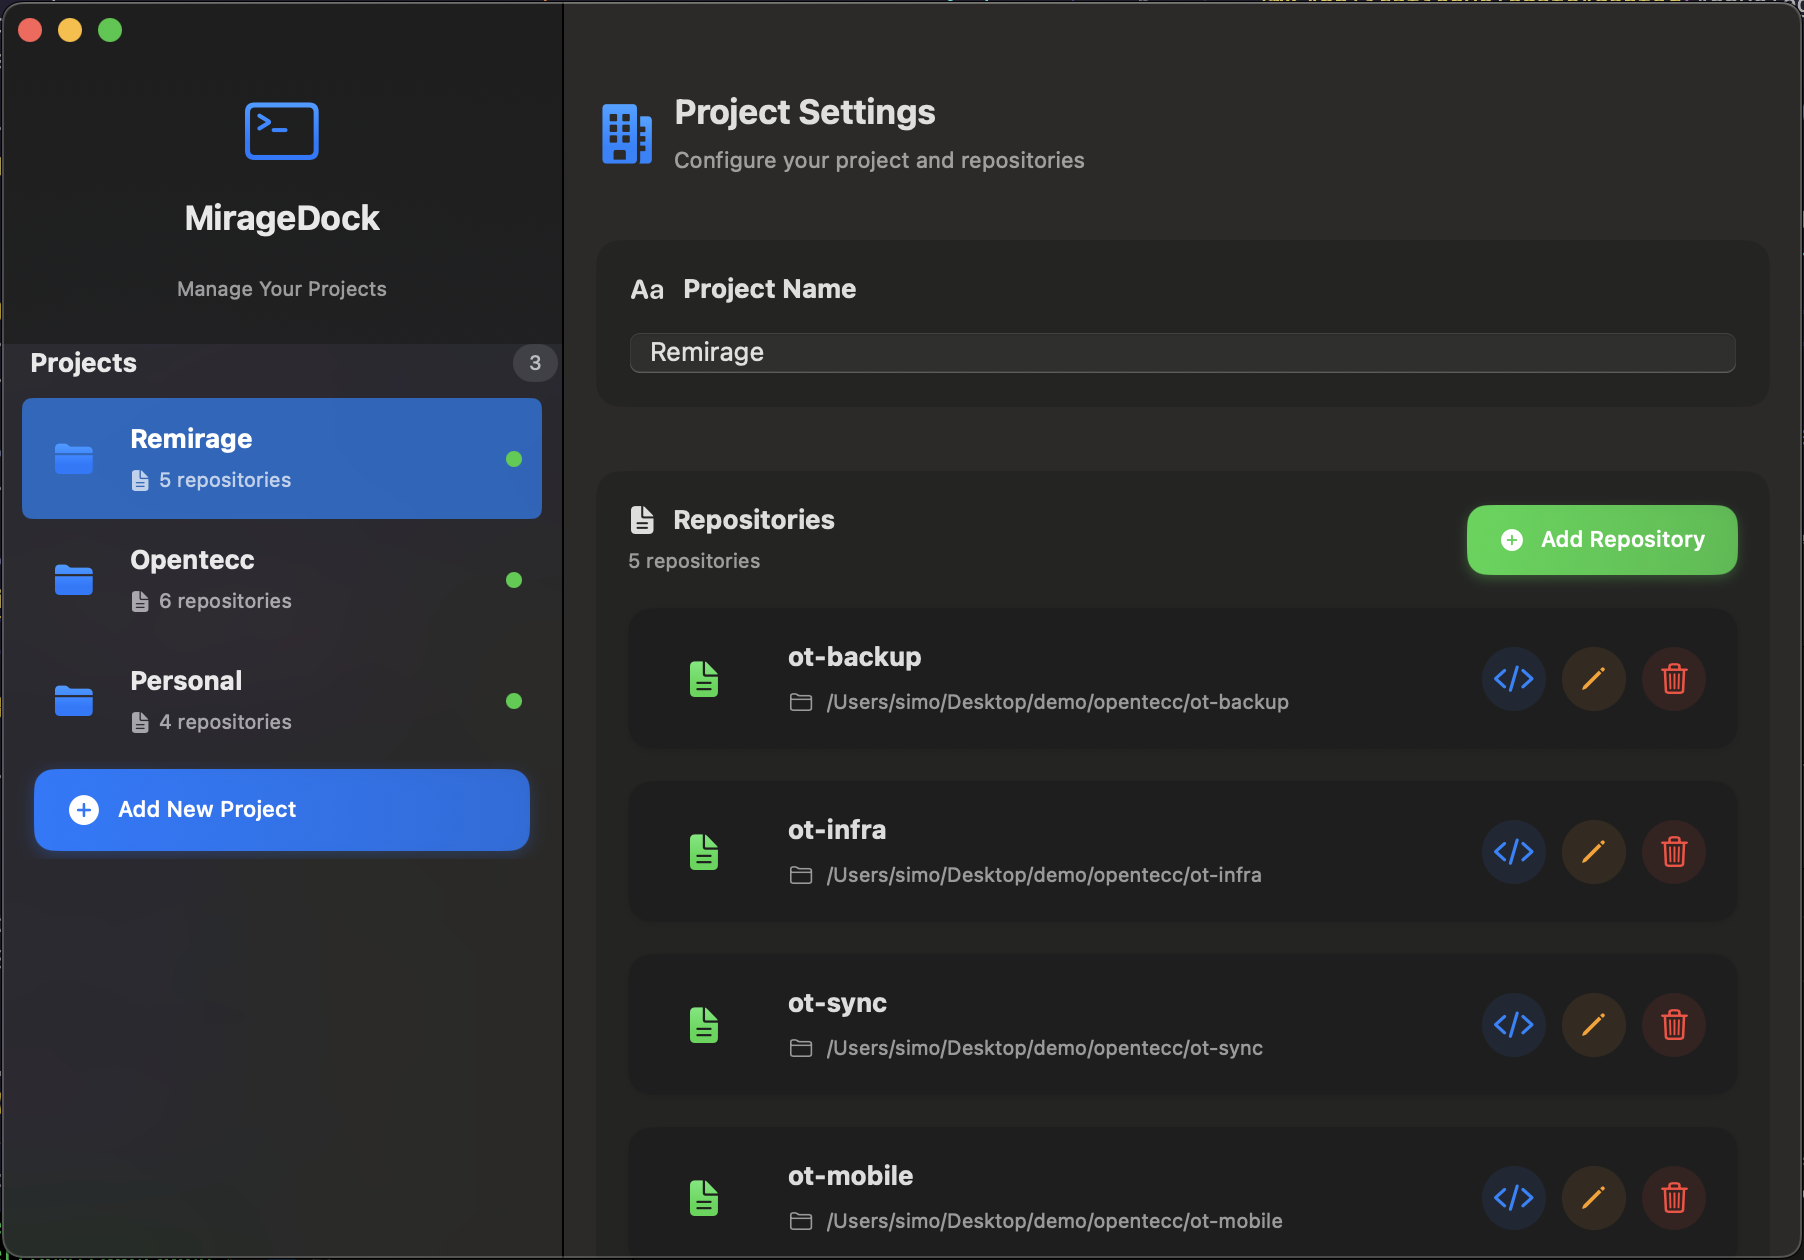 >_
MirageDock
Manage Your Projects
Projects
3
Remirage
5 repositories
Opentecc
6 repositories
Personal
4 repositories
Add New Project
Project Settings
Configure your project and repositories
Aa Project Name
Remirage
Repositories
5 repositories
Add Repository
ot-backup
/Users/simo/Desktop/demo/opentecc/ot-backup
</>
ot-infra
/Users/simo/Desktop/demo/opentecc/ot-infra
</>
ot-sync
/Users/simo/Desktop/demo/opentecc/ot-sync
</>
ot-mobile
/Users/simo/Desktop/demo/opentecc/ot-mobile
</>